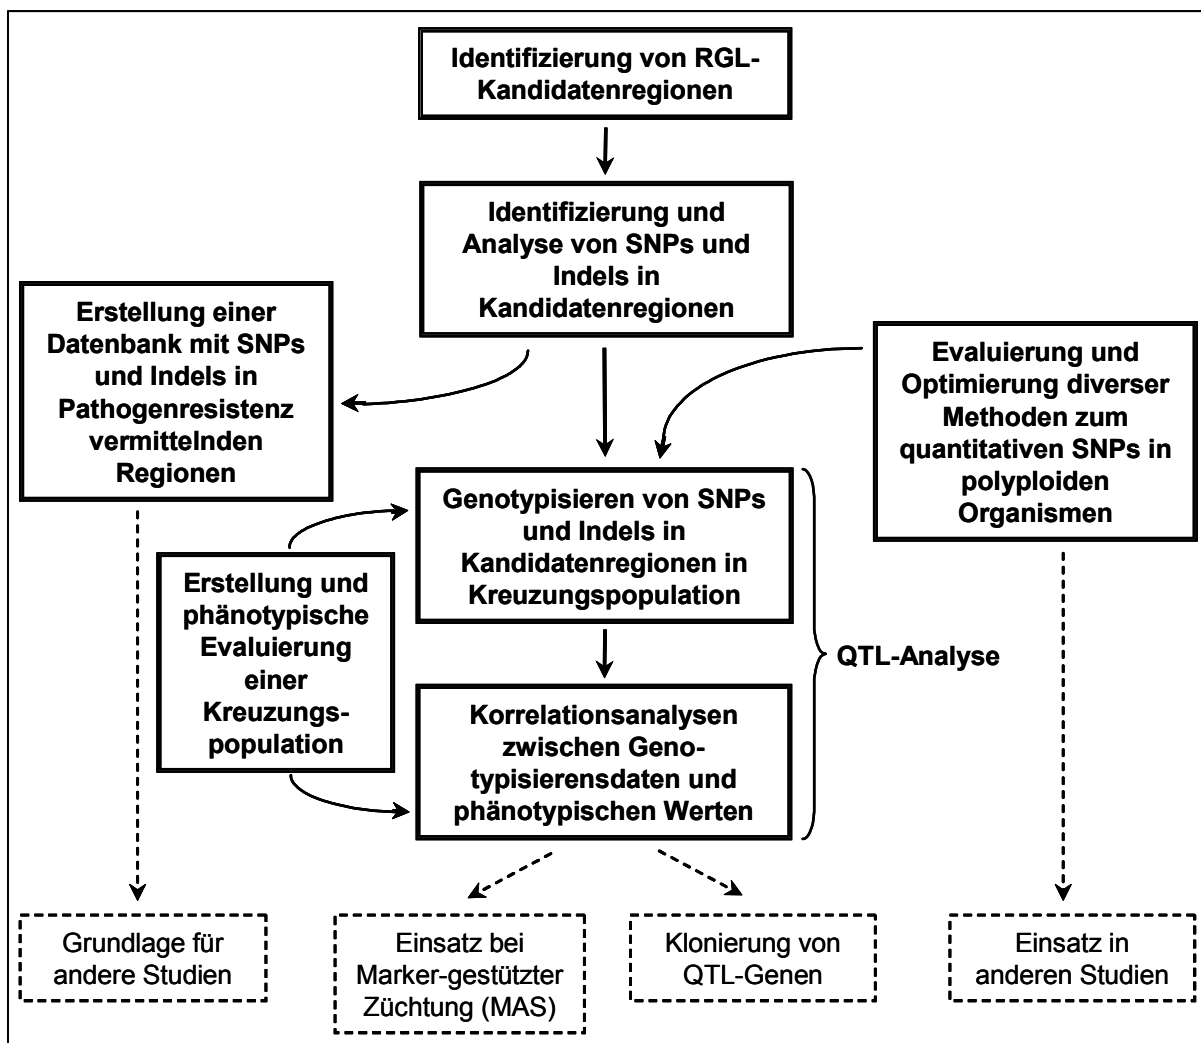 Identifizierung von RGL-
Kandidatenregionen
Identifizierung und
Analyse von SNPs und
Indels in
Kandidatenregionen
Erstellung einer
Datenbank mit SNPs
und Indels in
Pathogenresistenz
vermittelnden
Regionen
Evaluierung und
Optimierung diverser
Methoden zum
quantitativen SNPs in
polyploiden
Organismen
Genotypisieren von SNPs
und Indels in
Kandidatenregionen in
Kreuzungspopulation
Erstellung und
phänotypische
Evaluierung
einer
Kreuzungs-
population
QTL-Analyse
Korrelationsanalysen
zwischen Geno-
typisierensdaten und
phänotypischen Werten
Grundlage für
andere Studien
Einsatz bei
Marker-gestützter
Züchtung (MAS)
Klonierung von
QTL-Genen
Einsatz in
anderen Studien